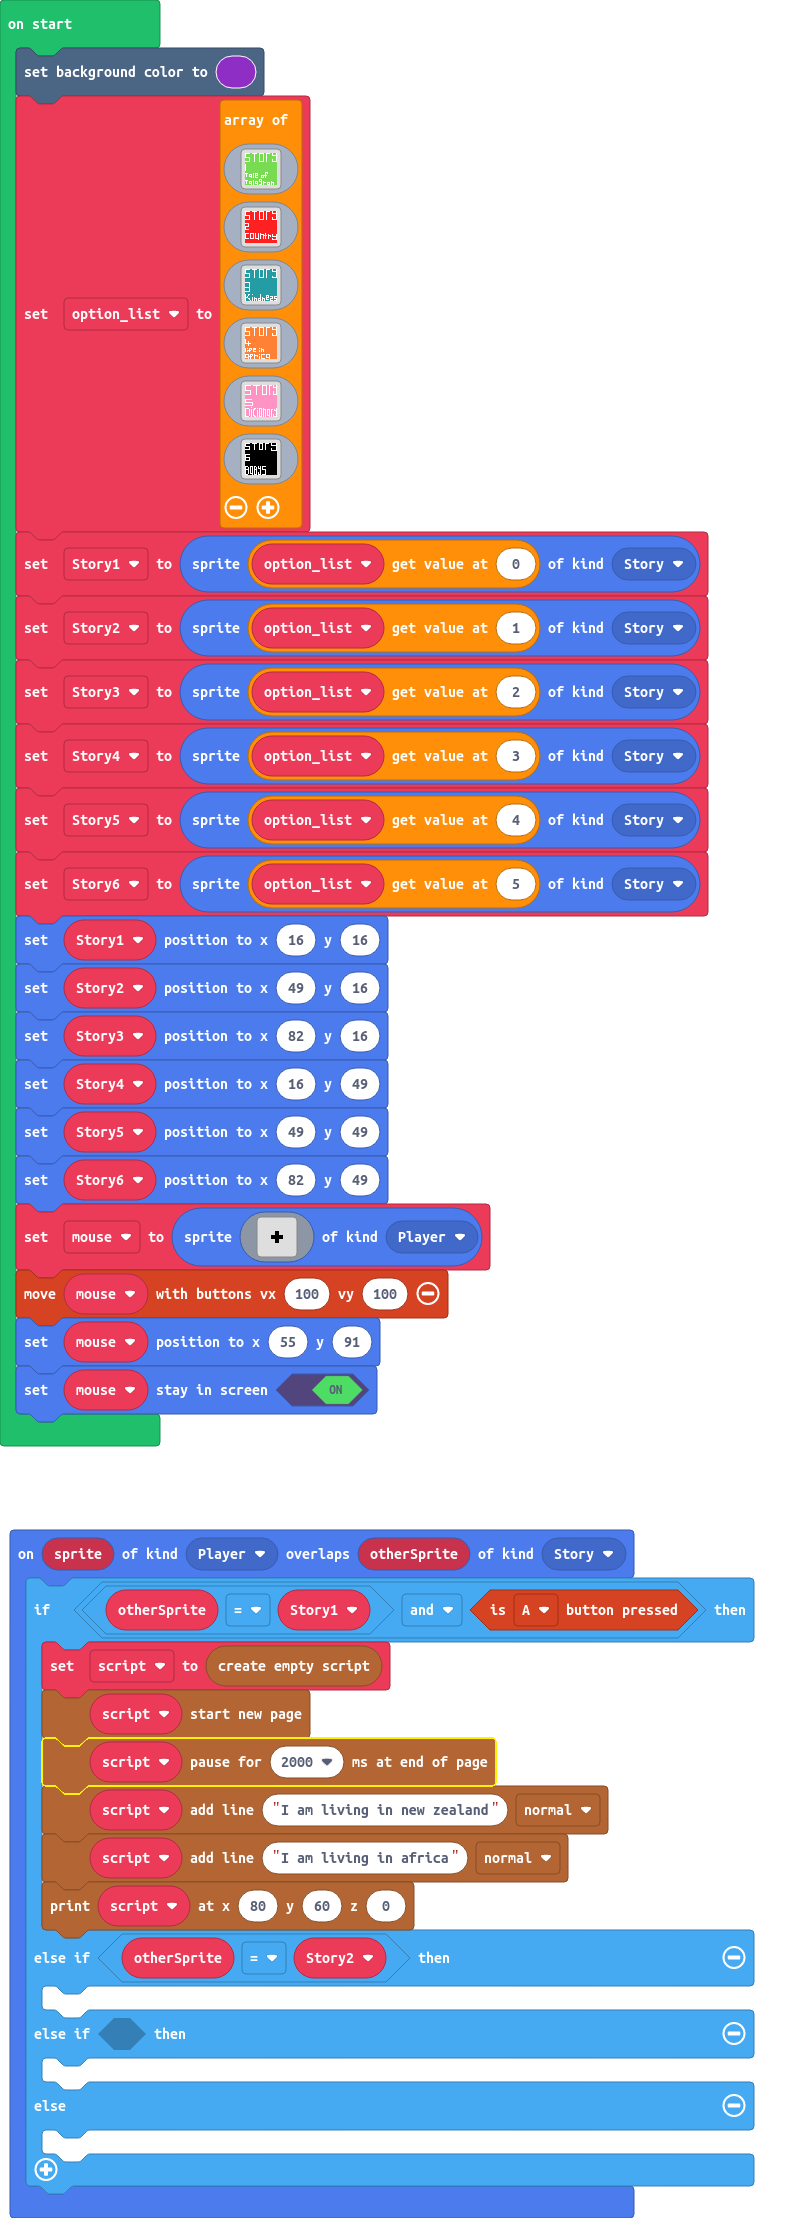 on start
set background color to
set option_list to array of
STORY 1 Tale of
STORY 2 country
STORY 3 Kindness
STORY 4 life in africa
STORY 5
STORY
set Story1 to sprite option_list get value at 0 of kind Story
set Story2 to sprite option_list get value at 1 of kind Story
set Story3 to sprite option_list get value at 2 of kind Story
set Story4 to sprite option_list get value at 3 of kind Story
set Story5 to sprite option_list get value at 4 of kind Story
set Story6 to sprite option_list get value at 5 of kind Story
set Story1 position to x 16 y 16
set Story2 position to x 49 y 16
set Story3 position to x 82 y 16
set Story4 position to x 16 y 49
set Story5 position to x 49 y 49
set Story6 position to x 82 y 49
set mouse to sprite of kind Player
move mouse with buttons vx 100 vy 100
set mouse position to x 55 y 91
set mouse stay in screen ON
on sprite of kind Player overlaps otherSprite of kind Story
if otherSprite = Story1 and is A button pressed then
set script to create empty script
script start new page
script pause for 2000 ms at end of page
script add line "I am living in new zealand" normal
script add line "I am living in africa" normal
print script at x 80 y 60 z 0
else if otherSprite = Story2 then
else if then
else